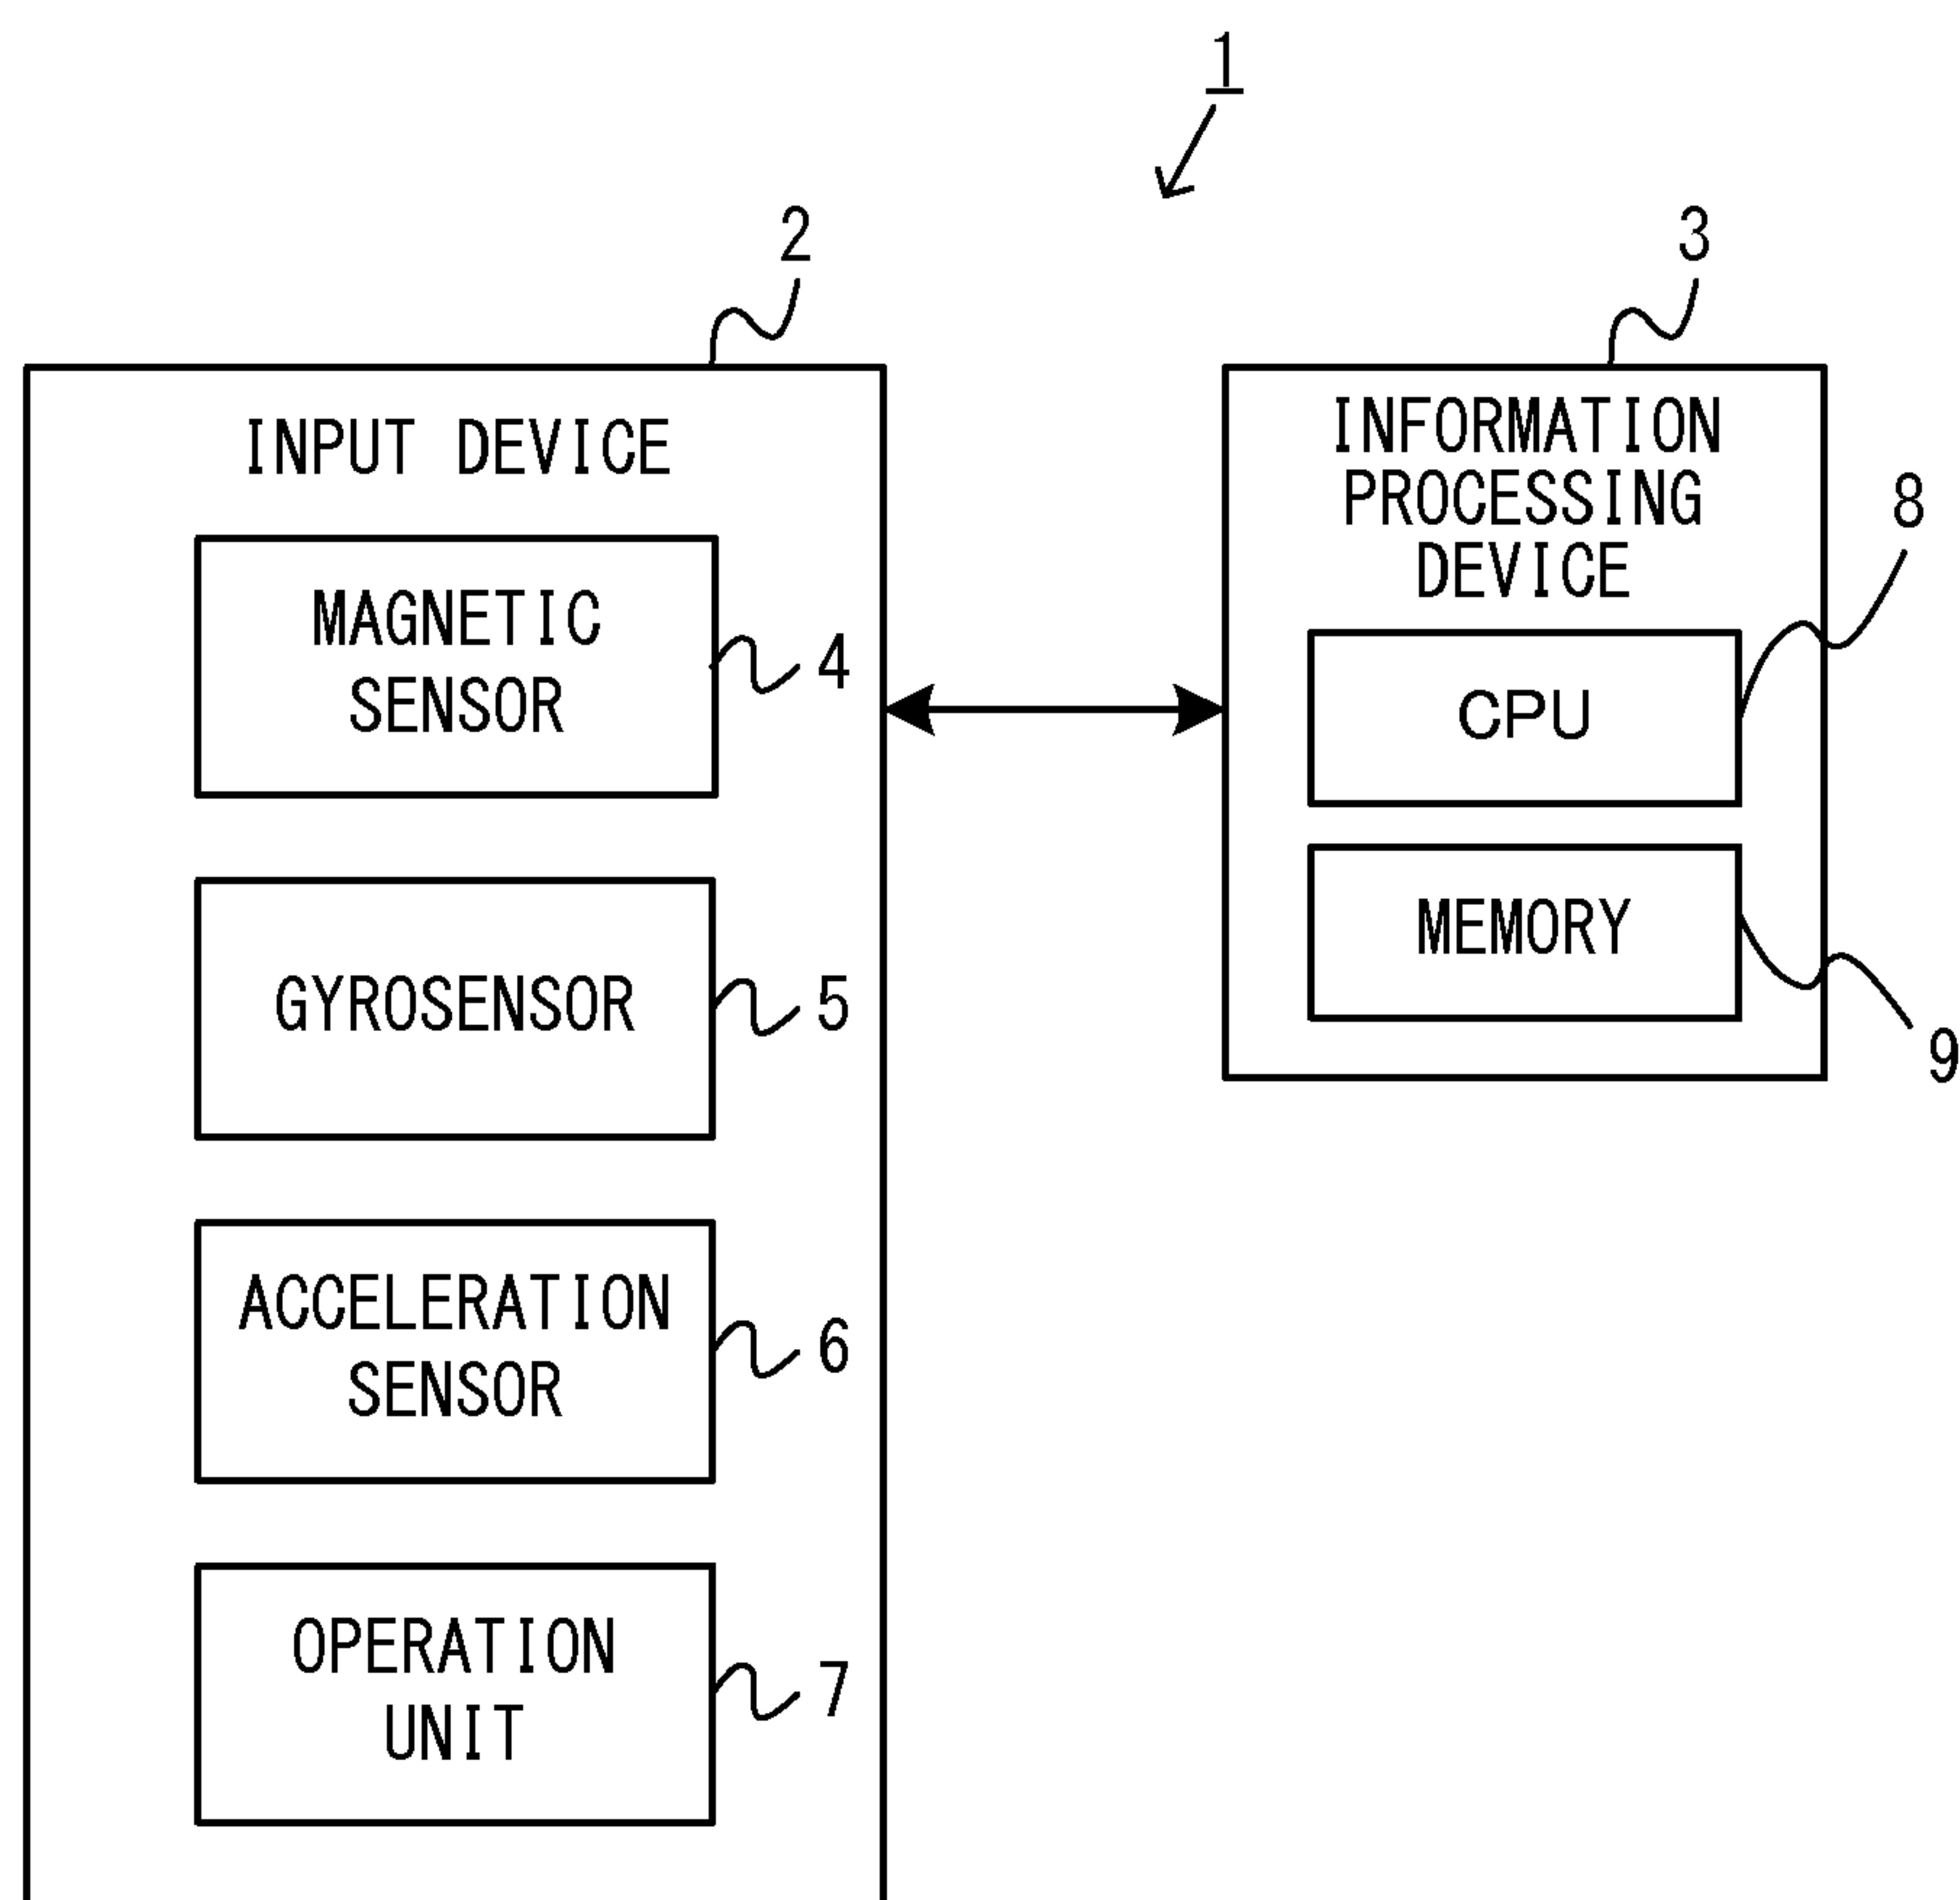 1
2
3
INPUT DEVICE
MAGNETIC
SENSOR
4
GYROSENSOR
5
ACCELERATION
SENSOR
6
OPERATION
UNIT
7
INFORMATION
PROCESSING
DEVICE
8
CPU
MEMORY
9